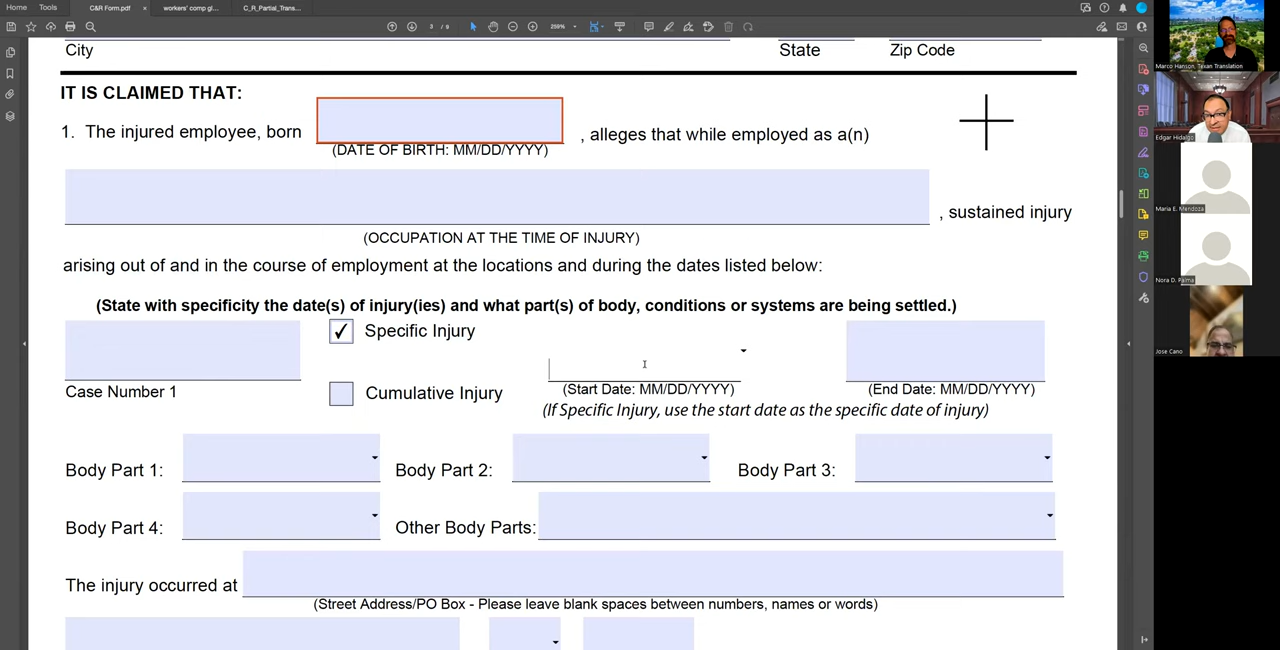 Home Tools C&R Form.pdf × workers' comp gl... C_R_Partial_Trans...
3 / 9 259%
City State Zip Code
IT IS CLAIMED THAT:
1. The injured employee, born , alleges that while employed as a(n)
(DATE OF BIRTH: MM/DD/YYYY)
, sustained injury
(OCCUPATION AT THE TIME OF INJURY)
arising out of and in the course of employment at the locations and during the dates listed below:
(State with specificity the date(s) of injury(ies) and what part(s) of body, conditions or systems are being settled.)
Specific Injury
Case Number 1 Cumulative Injury (Start Date: MM/DD/YYYY) (End Date: MM/DD/YYYY)
(If Specific Injury, use the start date as the specific date of injury)
Body Part 1: Body Part 2: Body Part 3:
Body Part 4: Other Body Parts:
The injury occurred at
(Street Address/PO Box - Please leave blank spaces between numbers, names or words)
Marco Hanson, Texan Translation
Edgar Hidalgo
Maria E. Mendoza
Nora D. Palma
Jose Cano